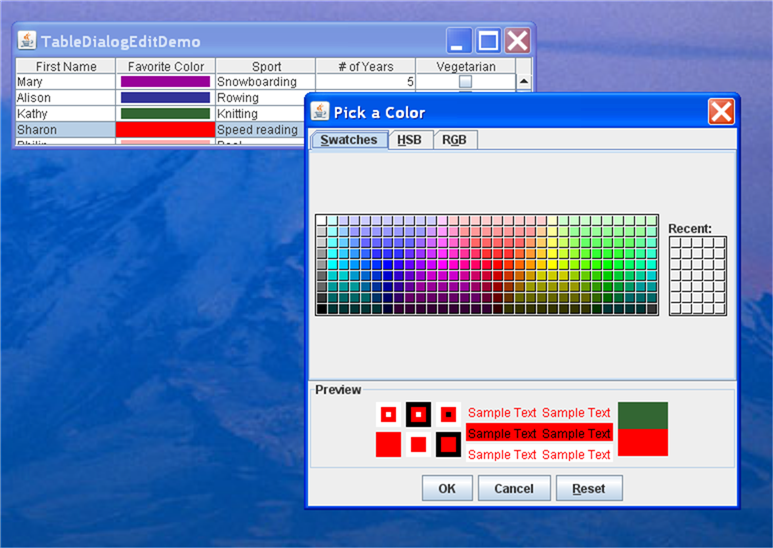 TableDialogEditDemo
First Name Favorite Color Sport # of Years Vegetarian
Mary Snowboarding 5
Alison Rowing
Kathy Knitting
Sharon Speed reading
Pick a Color
Swatches HSB RGB
Recent:
Preview
Sample Text Sample Text
Sample Text Sample Text
Sample Text Sample Text
OK Cancel Reset